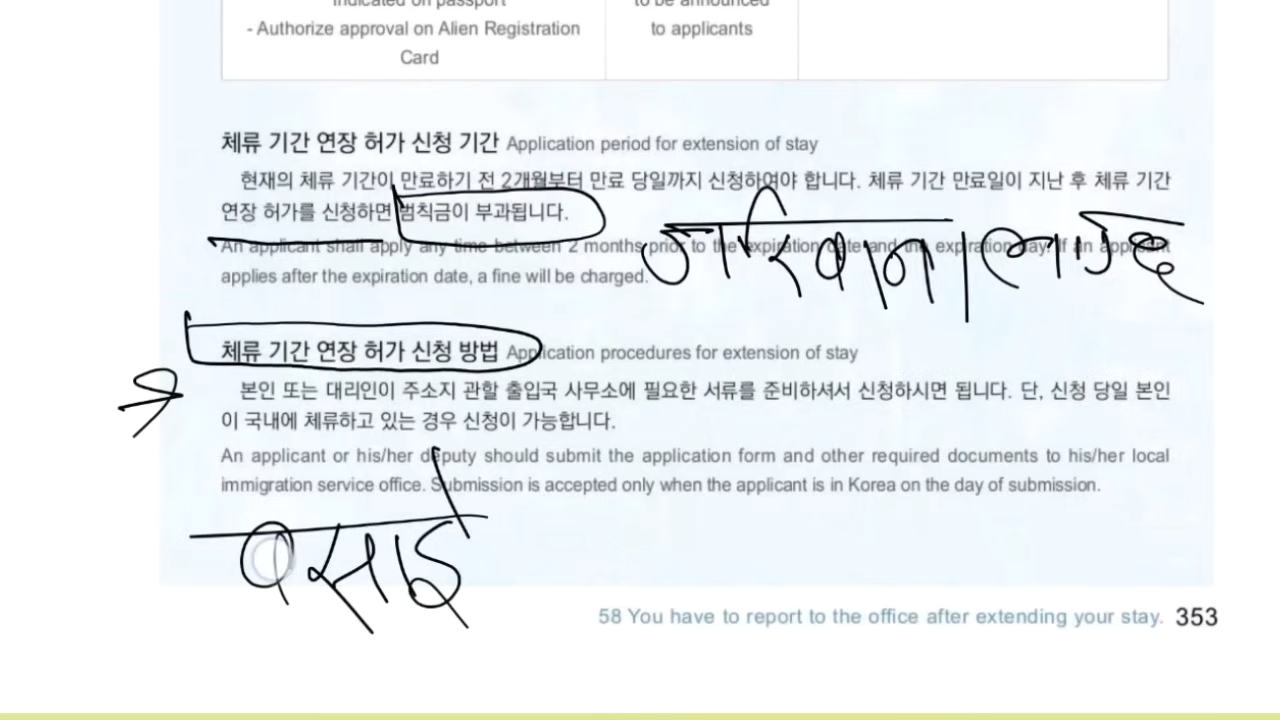 indicated on passport
- Authorize approval on Alien Registration
Card
to be announced
to applicants
체류 기간 연장 허가 신청 기간 Application period for extension of stay
현재의 체류 기간이 만료하기 전 2개월부터 만료 당일까지 신청하여야 합니다. 체류 기간 만료일이 지난 후 체류 기간
연장 허가를 신청하면 범칙금이 부과됩니다.
An applicant shall apply any time between 2 months prior to the expiration date and the expiration day. If an applicant
applies after the expiration date, a fine will be charged.
जरिवाना लाग्छ
체류 기간 연장 허가 신청 방법 Application procedures for extension of stay
본인 또는 대리인이 주소지 관할 출입국 사무소에 필요한 서류를 준비하셔서 신청하시면 됩니다. 단, 신청 당일 본인
이 국내에 체류하고 있는 경우 신청이 가능합니다.
An applicant or his/her deputy should submit the application form and other required documents to his/her local
immigration service office. Submission is accepted only when the applicant is in Korea on the day of submission.
बसाई
58 You have to report to the office after extending your stay. 353